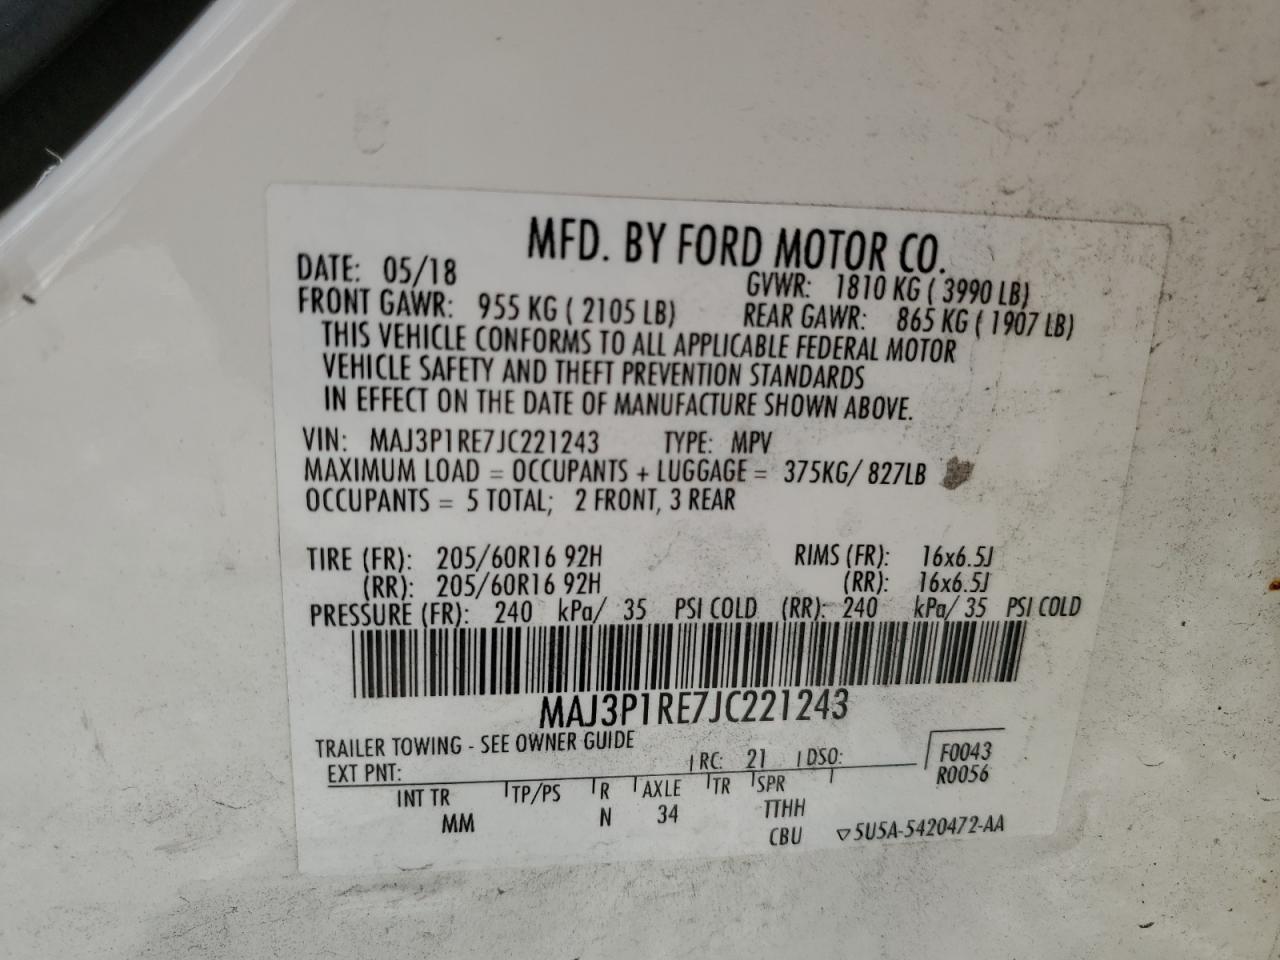 MFD. BY FORD MOTOR CO.
DATE: 05/18 GVWR: 1810 KG ( 3990 LB)
FRONT GAWR: 955 KG ( 2105 LB) REAR GAWR: 865 KG ( 1907 LB)
THIS VEHICLE CONFORMS TO ALL APPLICABLE FEDERAL MOTOR
VEHICLE SAFETY AND THEFT PREVENTION STANDARDS
IN EFFECT ON THE DATE OF MANUFACTURE SHOWN ABOVE.
VIN: MAJ3P1RE7JC221243 TYPE: MPV
MAXIMUM LOAD = OCCUPANTS + LUGGAGE = 375KG/ 827LB
OCCUPANTS = 5 TOTAL; 2 FRONT, 3 REAR
TIRE (FR): 205/60R16 92H RIMS (FR): 16x6.5J
(RR): 205/60R16 92H (RR): 16x6.5J
PRESSURE (FR): 240 kPa/ 35 PSI COLD (RR): 240 kPa/ 35 PSI COLD
MAJ3P1RE7JC221243
TRAILER TOWING - SEE OWNER GUIDE
EXT PNT: RC: 21 DSO: F0043
R0056
INT TR TP/PS R AXLE TR SPR
MM N 34 TTHH
CBU ▽5U5A-5420472-AA